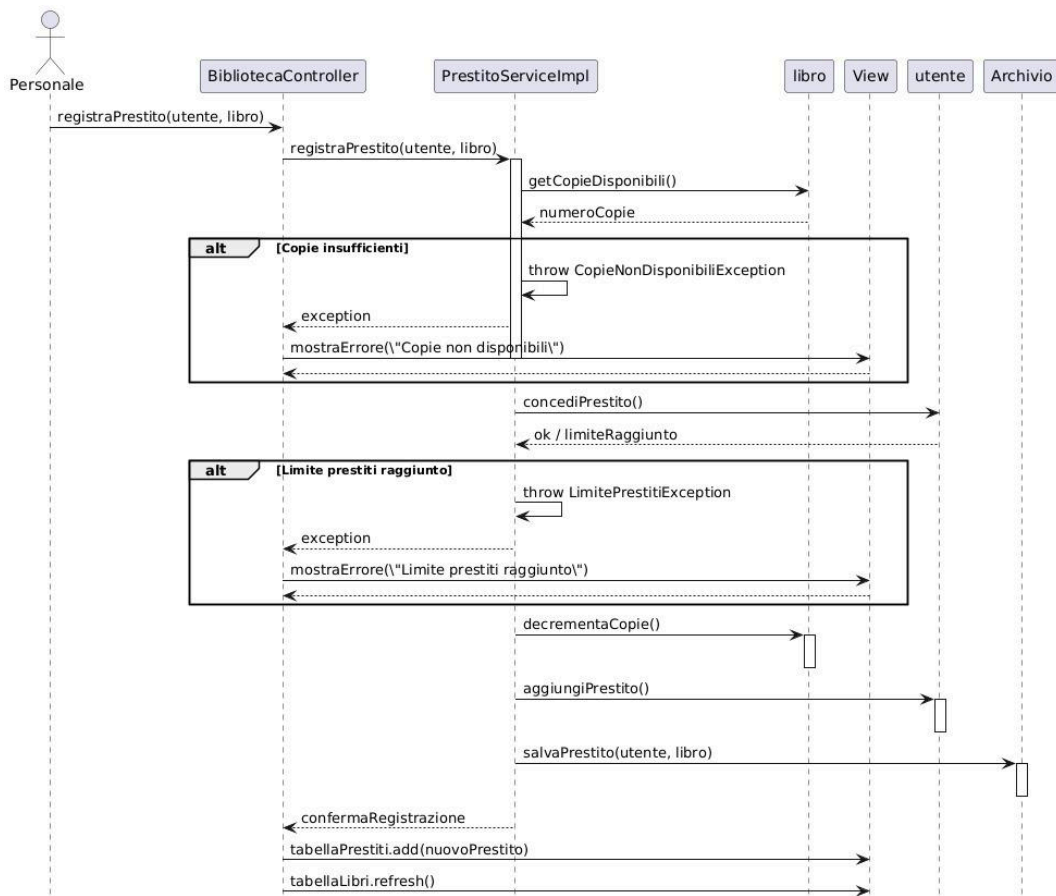 Personale
BibliotecaController
PrestitoServiceImpl
libro
View
utente
Archivio
registraPrestito(utente, libro)
registraPrestito(utente, libro)
getCopieDisponibili()
numeroCopie
alt [Copie insufficienti]
throw CopieNonDisponibiliException
exception
mostraErrore(\"Copie non disponibili\")
concediPrestito()
ok / limiteRaggiunto
alt [Limite prestiti raggiunto]
throw LimitePrestitiException
exception
mostraErrore(\"Limite prestiti raggiunto\")
decrementaCopie()
aggiungiPrestito()
salvaPrestito(utente, libro)
confermaRegistrazione
tabellaPrestiti.add(nuovoPrestito)
tabellaLibri.refresh()